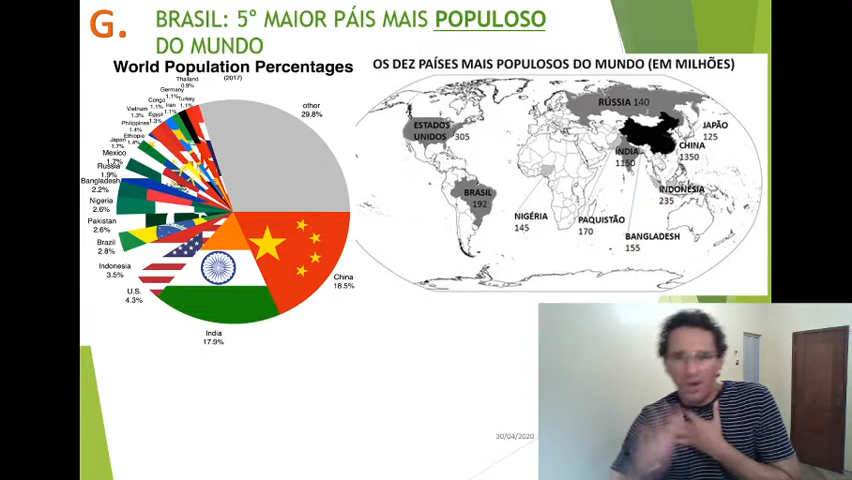 G.
BRASIL: 5° MAIOR PÁIS MAIS POPULOSO
DO MUNDO
World Population Percentages
(2017)
Thailand
0.9%
Germany
1.1%
Turkey
1.1%
Congo
1.1%
Iran
1.1%
Vietnam
1.3%
Egypt
1.3%
Philippines
1.4%
Ethiopia
1.4%
Japan
1.7%
Mexico
1.7%
Russia
1.9%
Bangladesh
2.2%
Nigeria
2.6%
Pakistan
2.6%
Brazil
2.8%
Indonesia
3.5%
U.S.
4.3%
India
17.9%
China
18.5%
other
29.8%
OS DEZ PAÍSES MAIS POPULOSOS DO MUNDO (EM MILHÕES)
RÚSSIA 140
ESTADOS
UNIDOS 305
JAPÃO
125
CHINA
1350
INDIA
1150
INDONESIA
235
BRASIL
192
NIGÉRIA
145
PAQUISTÃO
170
BANGLADESH
155
30/04/2020